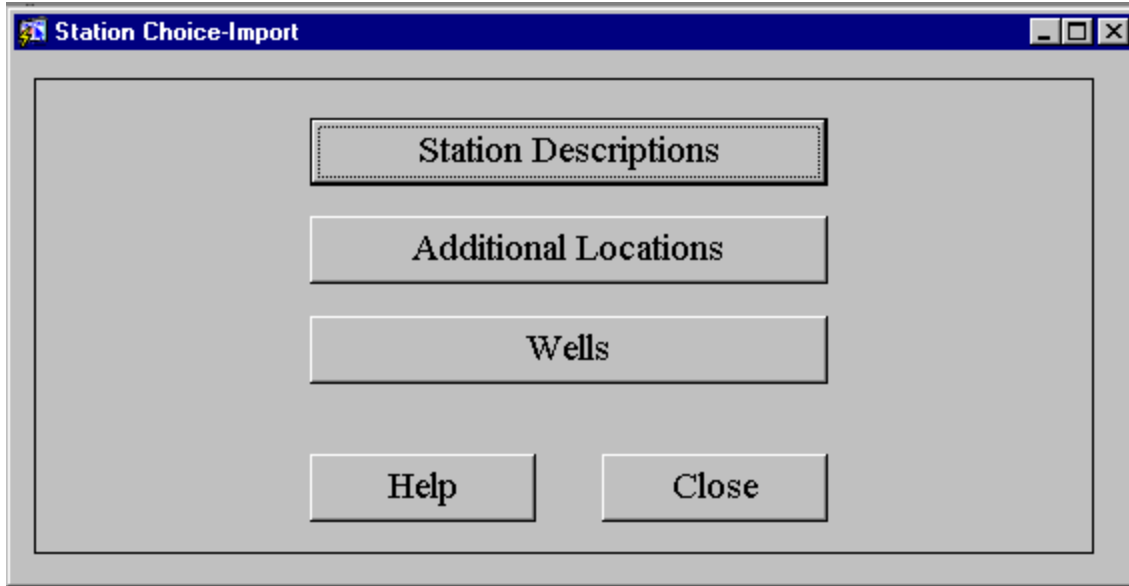 Station Choice-Import
Station Descriptions
Additional Locations
Wells
Help Close